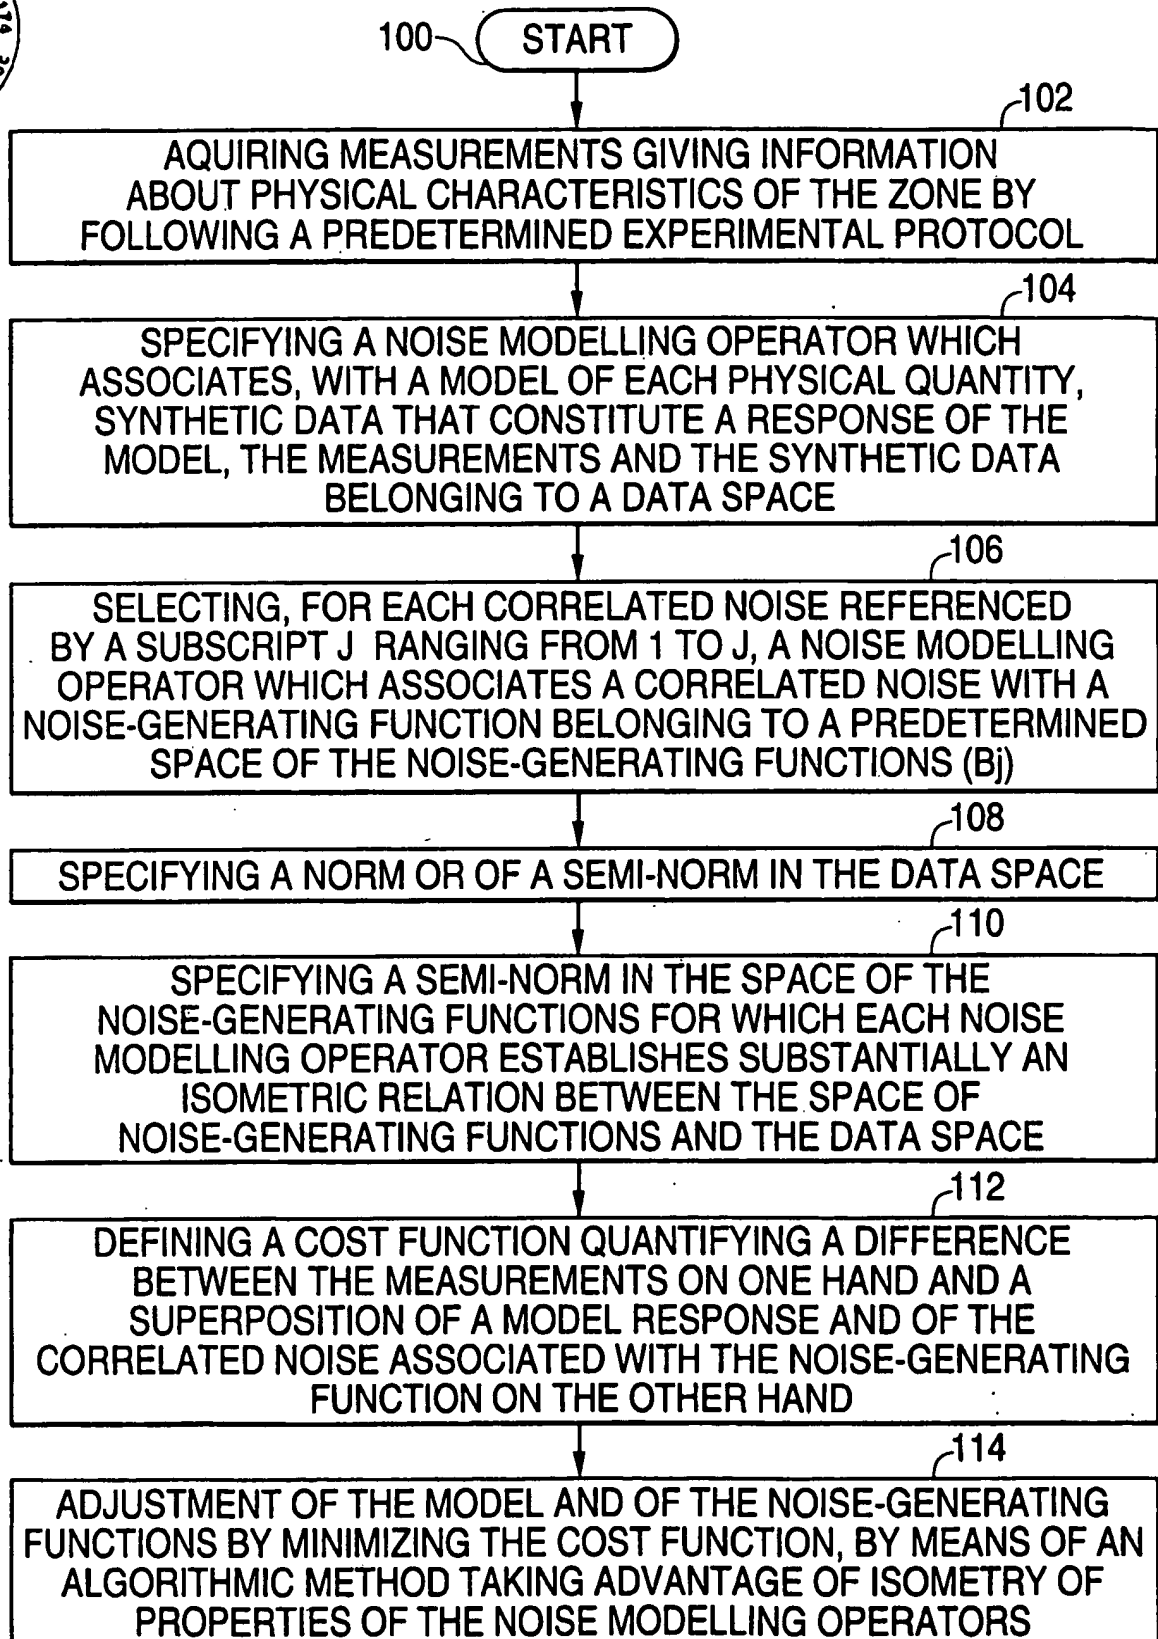 100 START
102
AQUIRING MEASUREMENTS GIVING INFORMATION
ABOUT PHYSICAL CHARACTERISTICS OF THE ZONE BY
FOLLOWING A PREDETERMINED EXPERIMENTAL PROTOCOL
104
SPECIFYING A NOISE MODELLING OPERATOR WHICH
ASSOCIATES, WITH A MODEL OF EACH PHYSICAL QUANTITY,
SYNTHETIC DATA THAT CONSTITUTE A RESPONSE OF THE
MODEL, THE MEASUREMENTS AND THE SYNTHETIC DATA
BELONGING TO A DATA SPACE
106
SELECTING, FOR EACH CORRELATED NOISE REFERENCED
BY A SUBSCRIPT J RANGING FROM 1 TO J, A NOISE MODELLING
OPERATOR WHICH ASSOCIATES A CORRELATED NOISE WITH A
NOISE-GENERATING FUNCTION BELONGING TO A PREDETERMINED
SPACE OF THE NOISE-GENERATING FUNCTIONS (Bj)
108
SPECIFYING A NORM OR OF A SEMI-NORM IN THE DATA SPACE
110
SPECIFYING A SEMI-NORM IN THE SPACE OF THE
NOISE-GENERATING FUNCTIONS FOR WHICH EACH NOISE
MODELLING OPERATOR ESTABLISHES SUBSTANTIALLY AN
ISOMETRIC RELATION BETWEEN THE SPACE OF
NOISE-GENERATING FUNCTIONS AND THE DATA SPACE
112
DEFINING A COST FUNCTION QUANTIFYING A DIFFERENCE
BETWEEN THE MEASUREMENTS ON ONE HAND AND A
SUPERPOSITION OF A MODEL RESPONSE AND OF THE
CORRELATED NOISE ASSOCIATED WITH THE NOISE-GENERATING
FUNCTION ON THE OTHER HAND
114
ADJUSTMENT OF THE MODEL AND OF THE NOISE-GENERATING
FUNCTIONS BY MINIMIZING THE COST FUNCTION, BY MEANS OF AN
ALGORITHMIC METHOD TAKING ADVANTAGE OF ISOMETRY OF
PROPERTIES OF THE NOISE MODELLING OPERATORS